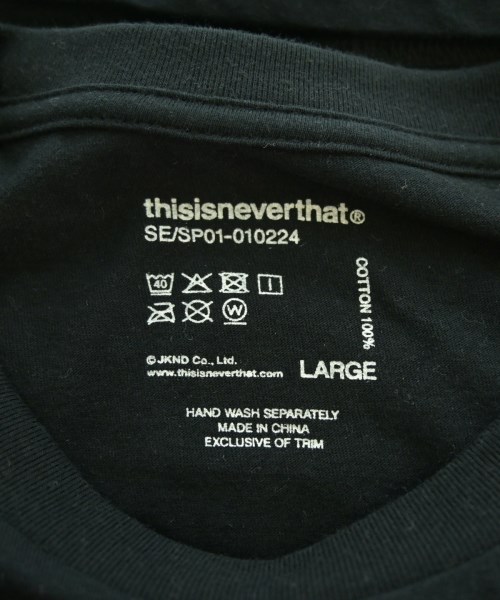 thisisneverthat®
SE/SP01-010224
40
W
COTTON 100%
© JKND Co., Ltd.
www.thisisneverthat.com
LARGE
HAND WASH SEPARATELY
MADE IN CHINA
EXCLUSIVE OF TRIM